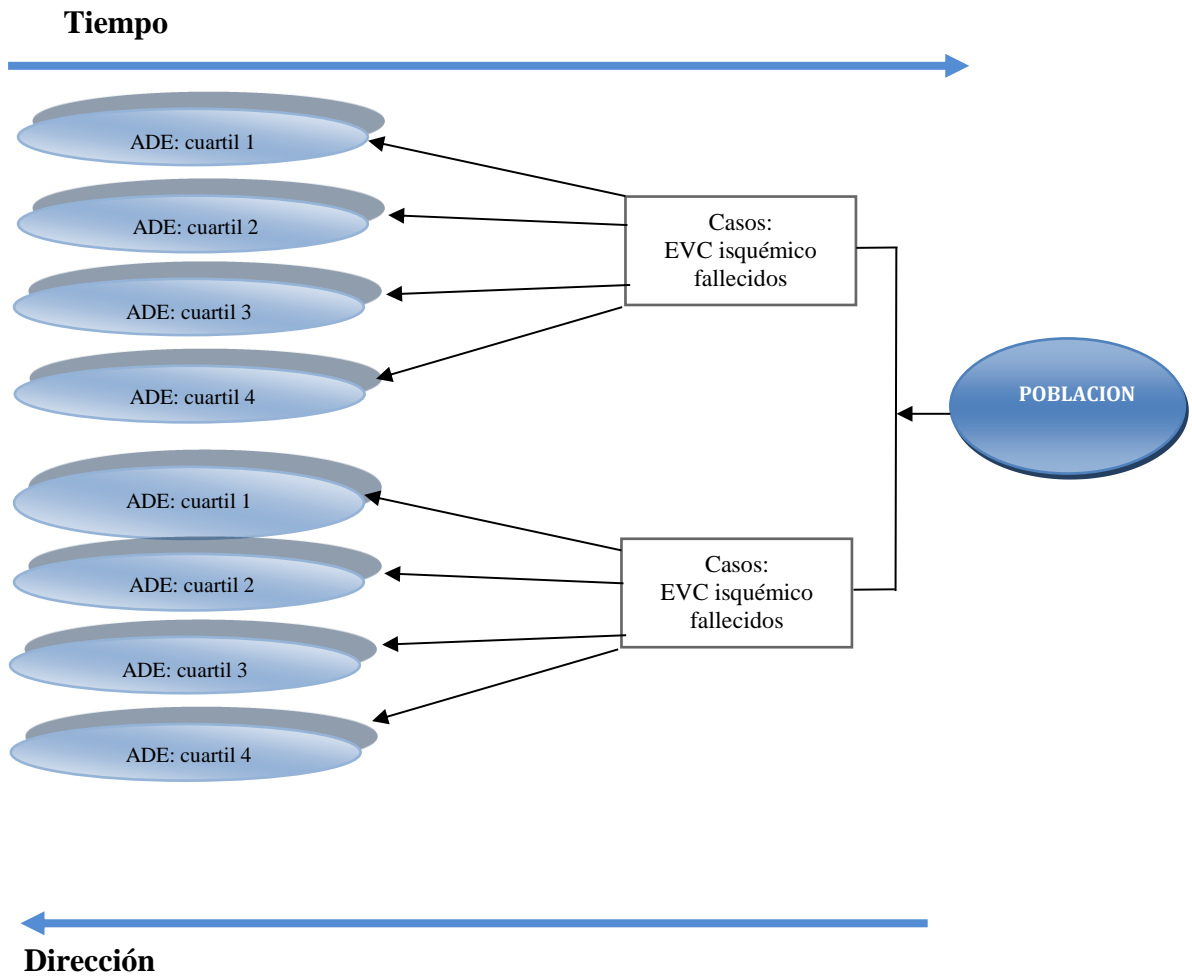 Tiempo
ADE: cuartil 1
ADE: cuartil 2
ADE: cuartil 3
ADE: cuartil 4
Casos:
EVC isquémico
fallecidos
POBLACION
ADE: cuartil 1
ADE: cuartil 2
ADE: cuartil 3
ADE: cuartil 4
Casos:
EVC isquémico
fallecidos
Dirección